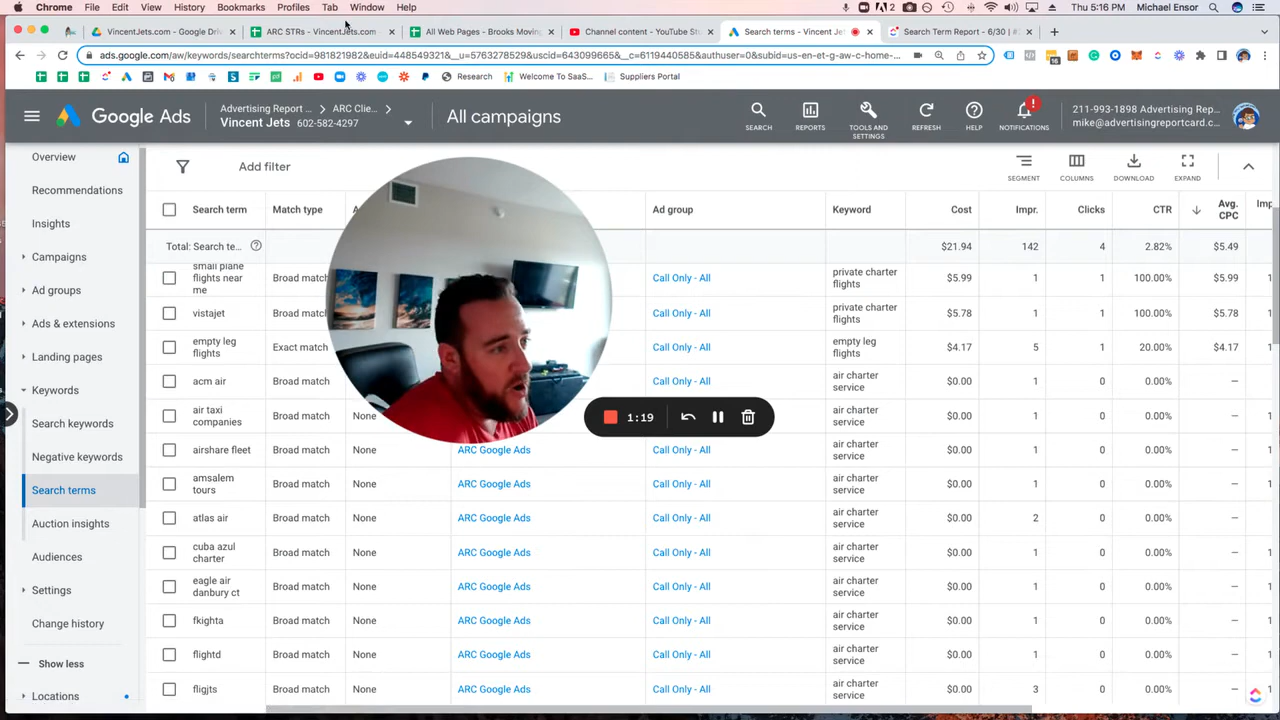 Chrome File Edit View History Bookmarks Profiles Tab Window Help Thu 5:16 PM Michael Ensor
VincentJets.com - Google Driv ARC STRs - VincentJets.com - All Web Pages - Brooks Moving Channel content - YouTube St Search terms - Vincent Jet Search Term Report - 6/30 | #
ads.google.com/aw/keywords/searchterms?ocid=981821982&euid=448549321&__u=5763278529&uscid=643099665&__c=6119440585&authuser=0&subid=us-en-et-g-aw-c-home-...
Research Welcome To SaaS... Suppliers Portal
Google Ads
Advertising Report ... ARC Clie...
Vincent Jets 602-582-4297
All campaigns
SEARCH REPORTS TOOLS AND SETTINGS REFRESH HELP NOTIFICATIONS
211-993-1898 Advertising Rep...
mike@advertisingreportcard.c...
Overview
Recommendations
Insights
Campaigns
Ad groups
Ads & extensions
Landing pages
Keywords
Search keywords
Negative keywords
Search terms
Auction insights
Audiences
Settings
Change history
Show less
Locations
Add filter
SEGMENT COLUMNS DOWNLOAD EXPAND
Search term Match type Ad group Keyword Cost Impr. Clicks CTR Avg. CPC Imp
Total: Search te... $21.94 142 4 2.82% $5.49
small plane flights near me Broad match Call Only - All private charter flights $5.99 1 1 100.00% $5.99
vistajet Broad match Call Only - All private charter flights $5.78 1 1 100.00% $5.78
empty leg flights Exact match Call Only - All empty leg flights $4.17 5 1 20.00% $4.17
acm air Broad match Call Only - All air charter service $0.00 1 0 0.00% —
air taxi companies Broad match None Call Only - All air charter service $0.00 1 0 0.00% —
airshare fleet Broad match None ARC Google Ads Call Only - All air charter service $0.00 1 0 0.00% —
amsalem tours Broad match None ARC Google Ads Call Only - All air charter service $0.00 1 0 0.00% —
atlas air Broad match None ARC Google Ads Call Only - All air charter service $0.00 2 0 0.00% —
cuba azul charter Broad match None ARC Google Ads Call Only - All air charter service $0.00 1 0 0.00% —
eagle air danbury ct Broad match None ARC Google Ads Call Only - All air charter service $0.00 1 0 0.00% —
fkighta Broad match None ARC Google Ads Call Only - All air charter service $0.00 1 0 0.00% —
flightd Broad match None ARC Google Ads Call Only - All air charter service $0.00 1 0 0.00% —
fligjts Broad match None ARC Google Ads Call Only - All air charter service $0.00 3 0 0.00% —
1:19